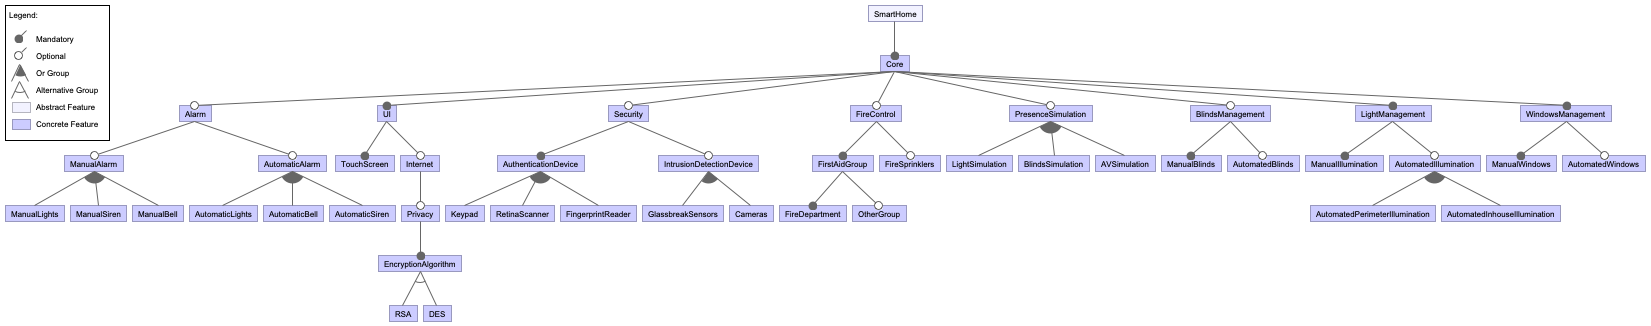 Legend:
Mandatory
Optional
Or Group
Alternative Group
Abstract Feature
Concrete Feature
SmartHome
Core
Alarm
UI
Security
FireControl
PresenceSimulation
BlindsManagement
LightManagement
WindowsManagement
ManualAlarm
AutomaticAlarm
TouchScreen
Internet
AuthenticationDevice
IntrusionDetectionDevice
FirstAidGroup
FireSprinklers
LightSimulation
BlindsSimulation
AVSimulation
ManualBlinds
AutomatedBlinds
ManualIllumination
AutomatedIllumination
ManualWindows
AutomatedWindows
ManualLights
ManualSiren
ManualBell
AutomaticLights
AutomaticBell
AutomaticSiren
Privacy
Keypad
RetinaScanner
FingerprintReader
GlassbreakSensors
Cameras
FireDepartment
OtherGroup
AutomatedPerimeterIllumination
AutomatedInhouseIllumination
EncryptionAlgorithm
RSA
DES